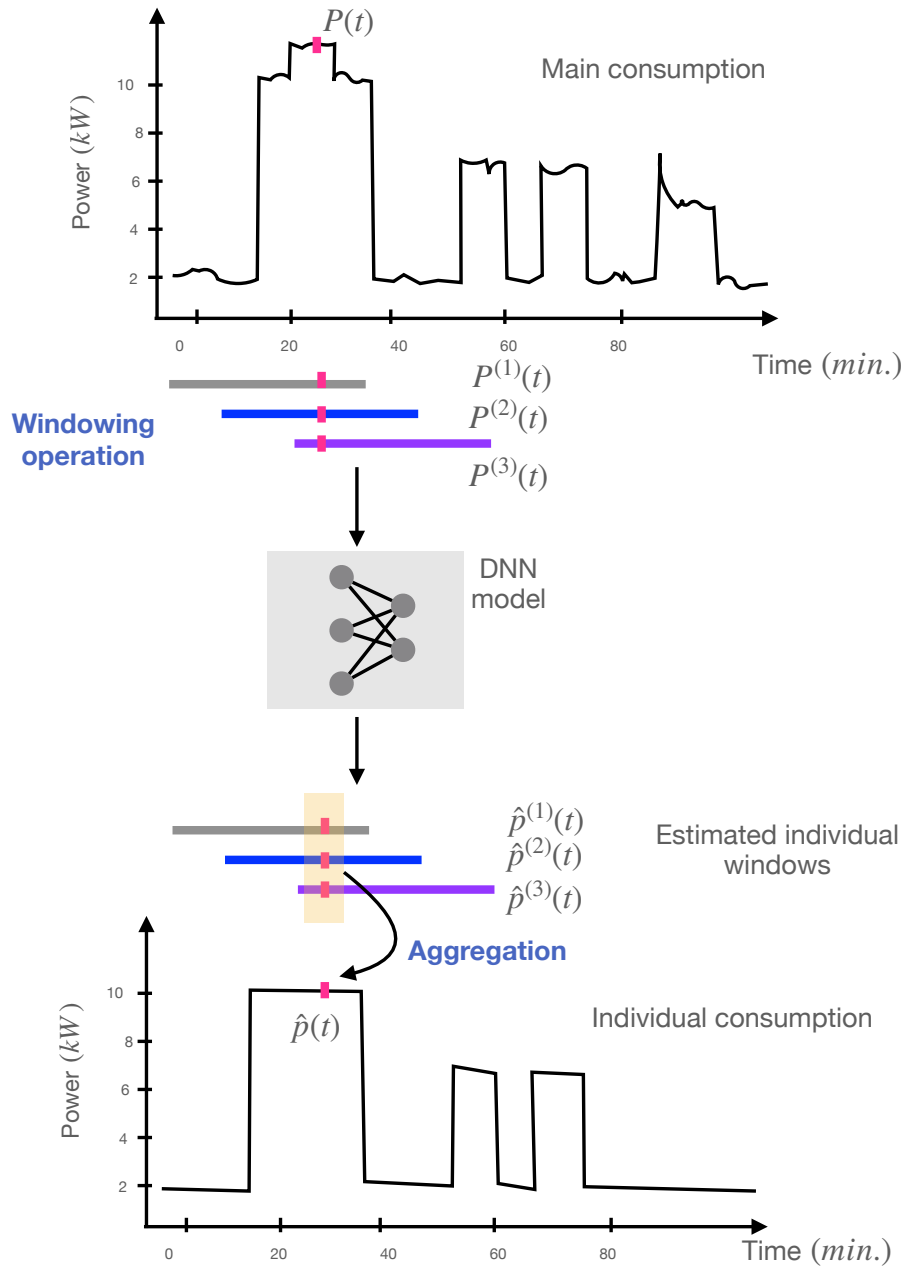 P(t)
Main consumption
Power (kW)
10
8
6
4
2
0
20
40
60
80
Time (min.)
P^{(1)}(t)
Windowing
operation
P^{(2)}(t)
P^{(3)}(t)
DNN
model
p̂^{(1)}(t)
p̂^{(2)}(t)
p̂^{(3)}(t)
Estimated individual
windows
Aggregation
p̂(t)
Individual consumption
Power (kW)
10
8
6
4
2
0
20
40
60
80
Time (min.)